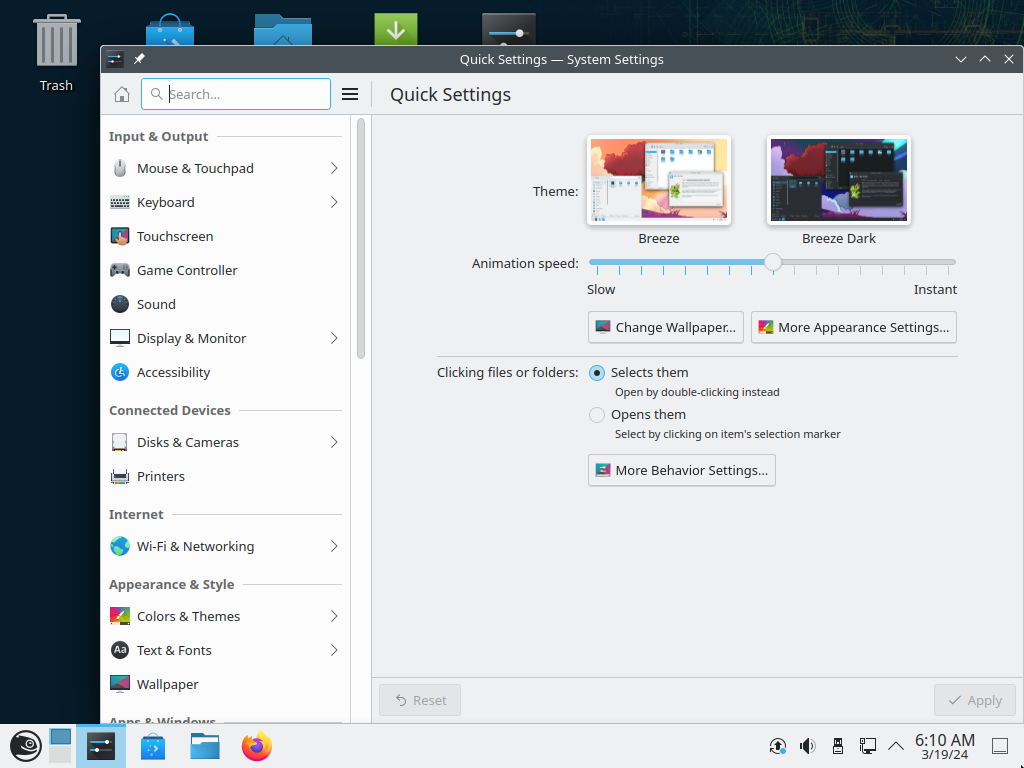 Trash
Quick Settings — System Settings
Search...
Quick Settings
Input & Output
Mouse & Touchpad
Keyboard
Touchscreen
Game Controller
Sound
Display & Monitor
Accessibility
Connected Devices
Disks & Cameras
Printers
Internet
Wi-Fi & Networking
Appearance & Style
Colors & Themes
Aa
Text & Fonts
Wallpaper
Apps & Windows
Theme:
Breeze
Breeze Dark
Animation speed:
Slow
Instant
Change Wallpaper...
More Appearance Settings...
Clicking files or folders:
Selects them
Open by double-clicking instead
Opens them
Select by clicking on item's selection marker
More Behavior Settings...
Reset
Apply
6:10 AM
3/19/24